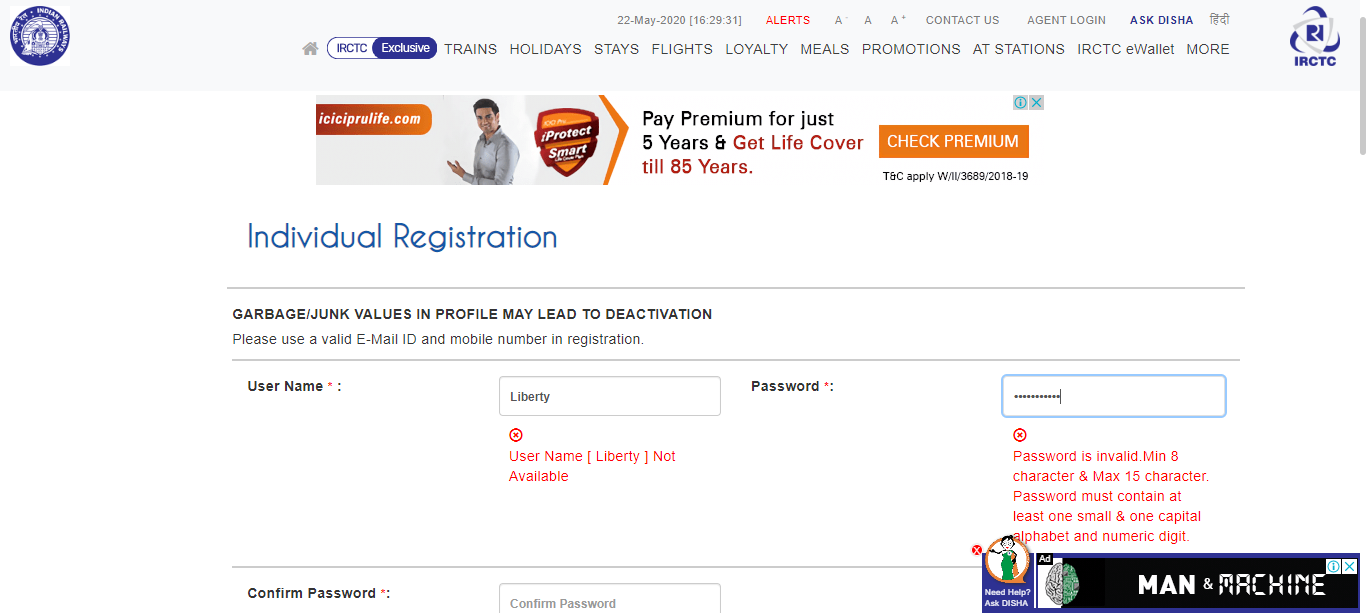 22-May-2020 [16:29:31] ALERTS A- A A+ CONTACT US AGENT LOGIN ASK DISHA हिंदी
IRCTC Exclusive TRAINS HOLIDAYS STAYS FLIGHTS LOYALTY MEALS PROMOTIONS AT STATIONS IRCTC eWallet MORE
INDIAN RAILWAYS
भारतीय रेल
IRCTC
iciciprulife.com
iProtect
Smart
Pay Premium for just
5 Years & Get Life Cover
till 85 Years.
CHECK PREMIUM
T&C apply W/II/3689/2018-19
Individual Registration
GARBAGE/JUNK VALUES IN PROFILE MAY LEAD TO DEACTIVATION
Please use a valid E-Mail ID and mobile number in registration.
User Name * :
Liberty
User Name [ Liberty ] Not
Available
Password *:
Password is invalid.Min 8
character & Max 15 character.
Password must contain at
least one small & one capital
alphabet and numeric digit.
Confirm Password *:
Confirm Password
Need Help?
Ask DISHA
Ad
MAN & MACHINE